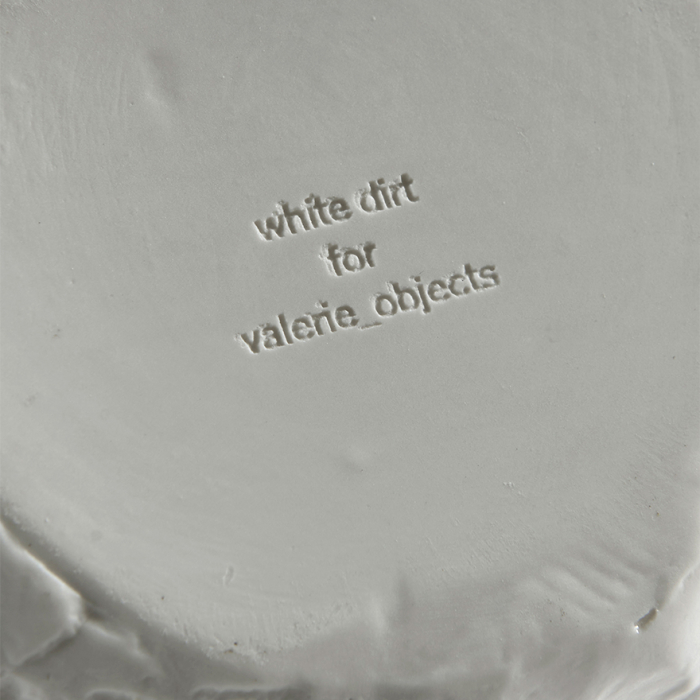 white dirt
for
valerie_objects